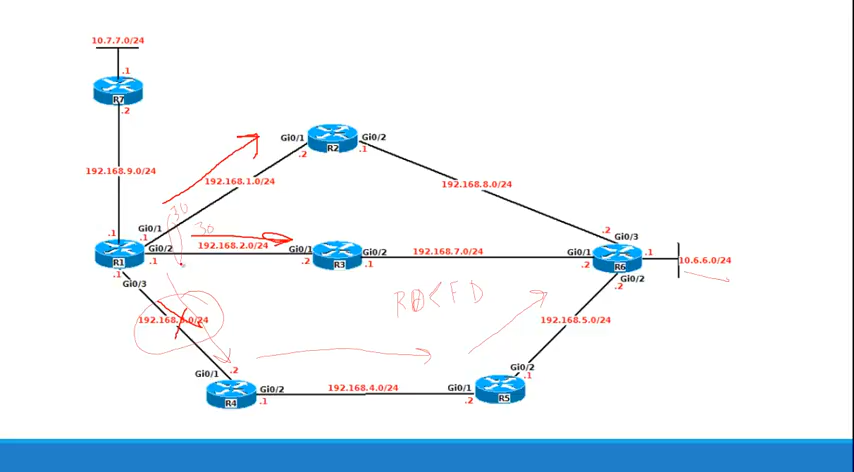 10.7.7.0/24
.1
R7
.2
192.168.9.0/24
Gi0/1
R2
Gi0/2
.2
.1
192.168.1.0/24
192.168.8.0/24
30
30
.1
Gi0/1
.1
Gi0/2
R1
.1
.1
Gi0/3
192.168.2.0/24
Gi0/1
.2
R3
Gi0/2
.1
192.168.7.0/24
.2
Gi0/3
Gi0/1
.2
R6
.1
10.6.6.0/24
Gi0/2
.2
< FD
192.168.5.0/24
.2
Gi0/1
R4
Gi0/2
.1
192.168.4.0/24
Gi0/1
.2
R5
Gi0/2
.1